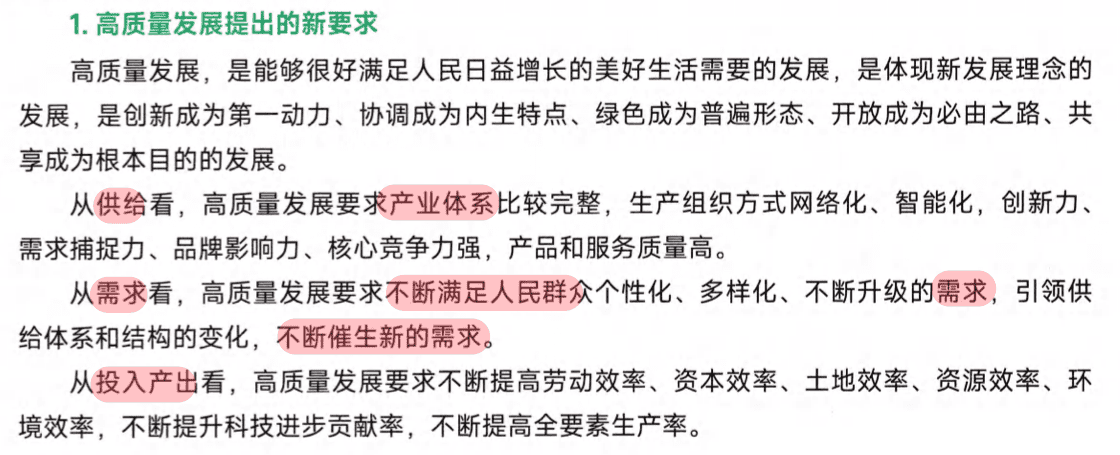 1. 高质量发展提出的新要求
高质量发展，是能够很好满足人民日益增长的美好生活需要的发展，是体现新发展理念的
发展，是创新成为第一动力、协调成为内生特点、绿色成为普遍形态、开放成为必由之路、共
享成为根本目的的发展。
从供给看，高质量发展要求产业体系比较完整，生产组织方式网络化、智能化，创新力、
需求捕捉力、品牌影响力、核心竞争力强，产品和服务质量高。
从需求看，高质量发展要求不断满足人民群众个性化、多样化、不断升级的需求，引领供
给体系和结构的变化，不断催生新的需求。
从投入产出看，高质量发展要求不断提高劳动效率、资本效率、土地效率、资源效率、环
境效率，不断提升科技进步贡献率，不断提高全要素生产率。